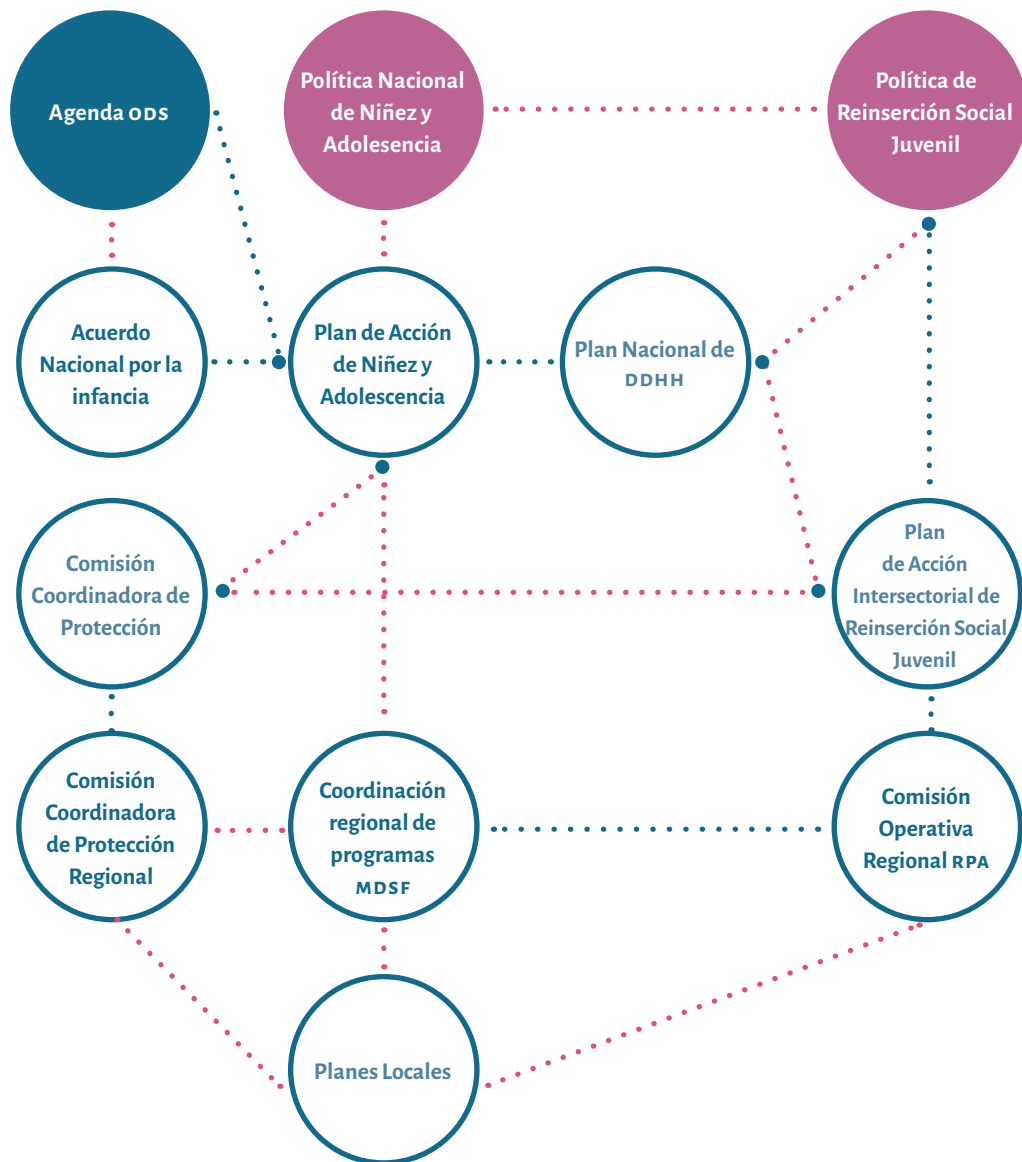 Agenda ODS
Política Nacional
de Niñez y
Adolesencia
Política de
Reinserción Social
Juvenil
Acuerdo
Nacional por la
infancia
Plan de Acción
de Niñez y
Adolescencia
Plan Nacional de
DDHH
Comisión
Coordinadora de
Protección
Plan
de Acción
Intersectorial de
Reinserción Social
Juvenil
Comisión
Coordinadora
de Protección
Regional
Coordinación
regional de
programas
MDSF
Comisión
Operativa
Regional RPA
Planes Locales